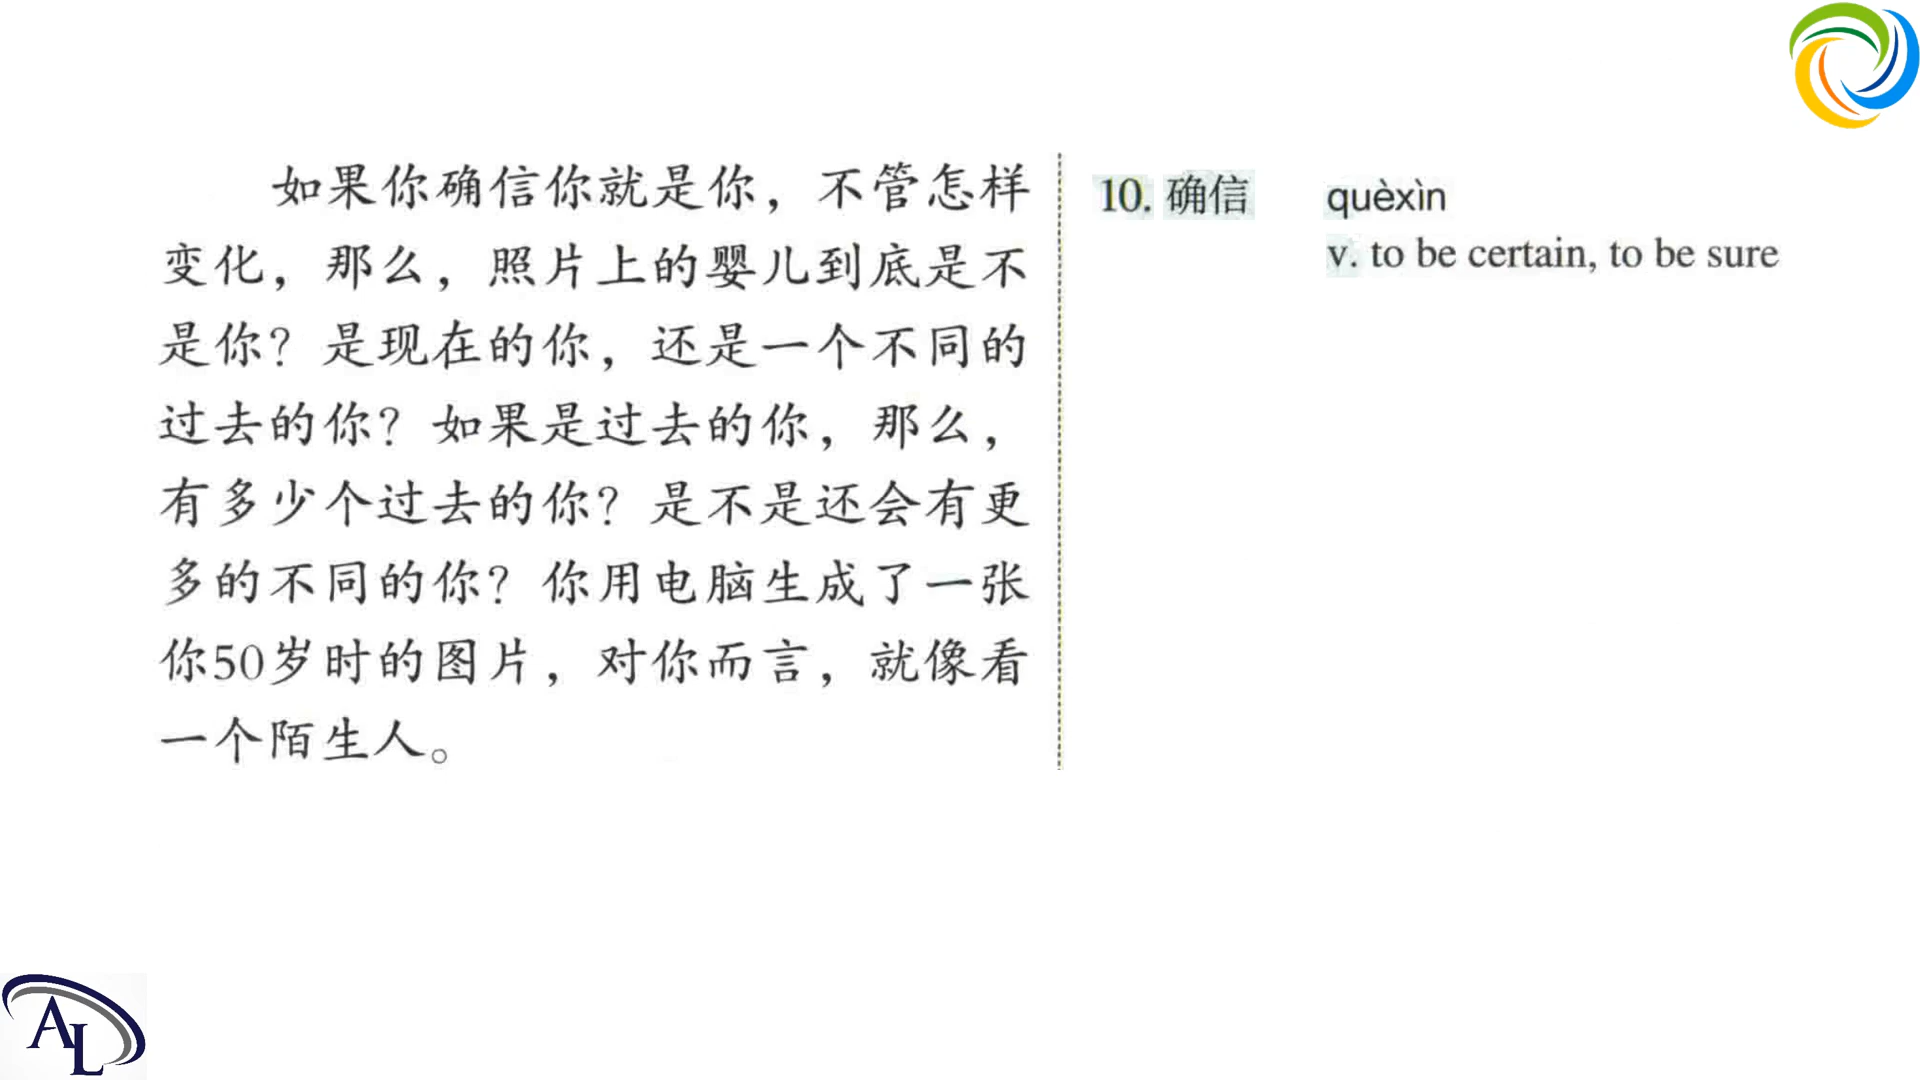 如果你确信你就是你，不管怎样
变化，那么，照片上的婴儿到底是不
是你？是现在的你，还是一个不同的
过去的你？如果是过去的你，那么，
有多少个过去的你？是不是还会有更
多的不同的你？你用电脑生成了一张
你50岁时的图片，对你而言，就像看
一个陌生人。
10. 确信 quèxìn
v. to be certain, to be sure
AL